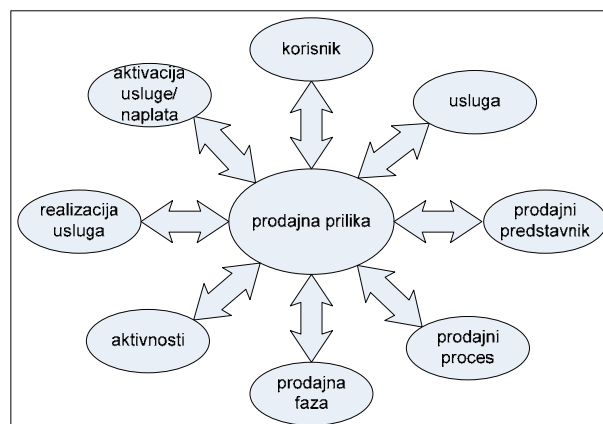 korisnik
aktivacija
usluge/
naplata
usluga
realizacija
usluga
prodajna prilika
prodajni
predstavnik
aktivnosti
prodajni
proces
prodajna
faza